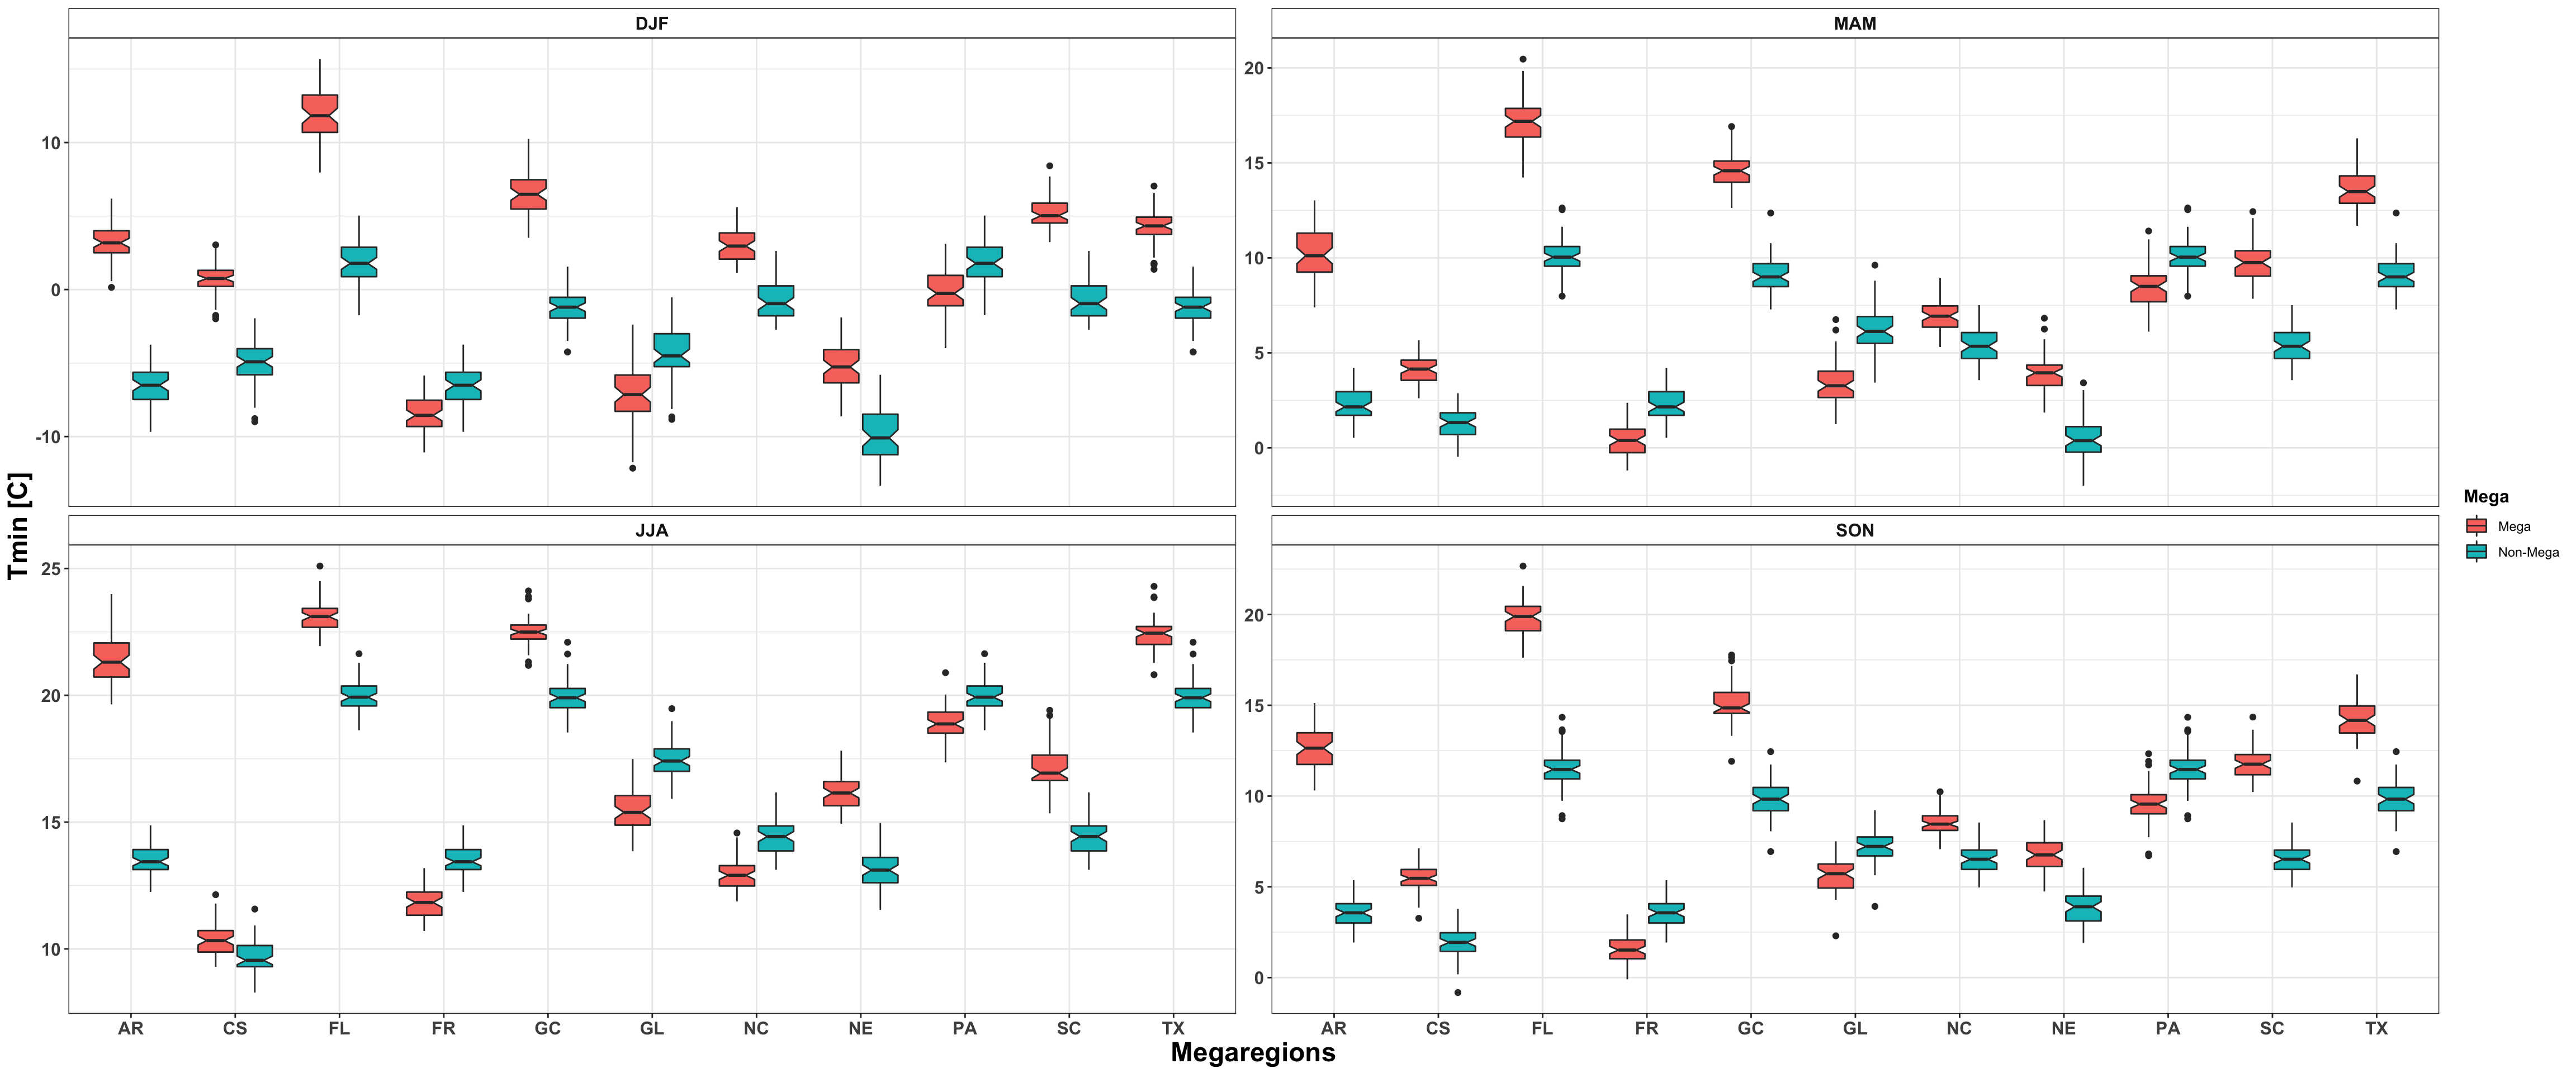 DJF
MAM
10
0
-10
20
15
10
5
0
Tmin [C]
Mega
Mega
Non-Mega
JJA
SON
25
20
15
10
20
15
10
5
0
AR CS FL FR GC GL NC NE PA SC TX
AR CS FL FR GC GL NC NE PA SC TX
Megaregions